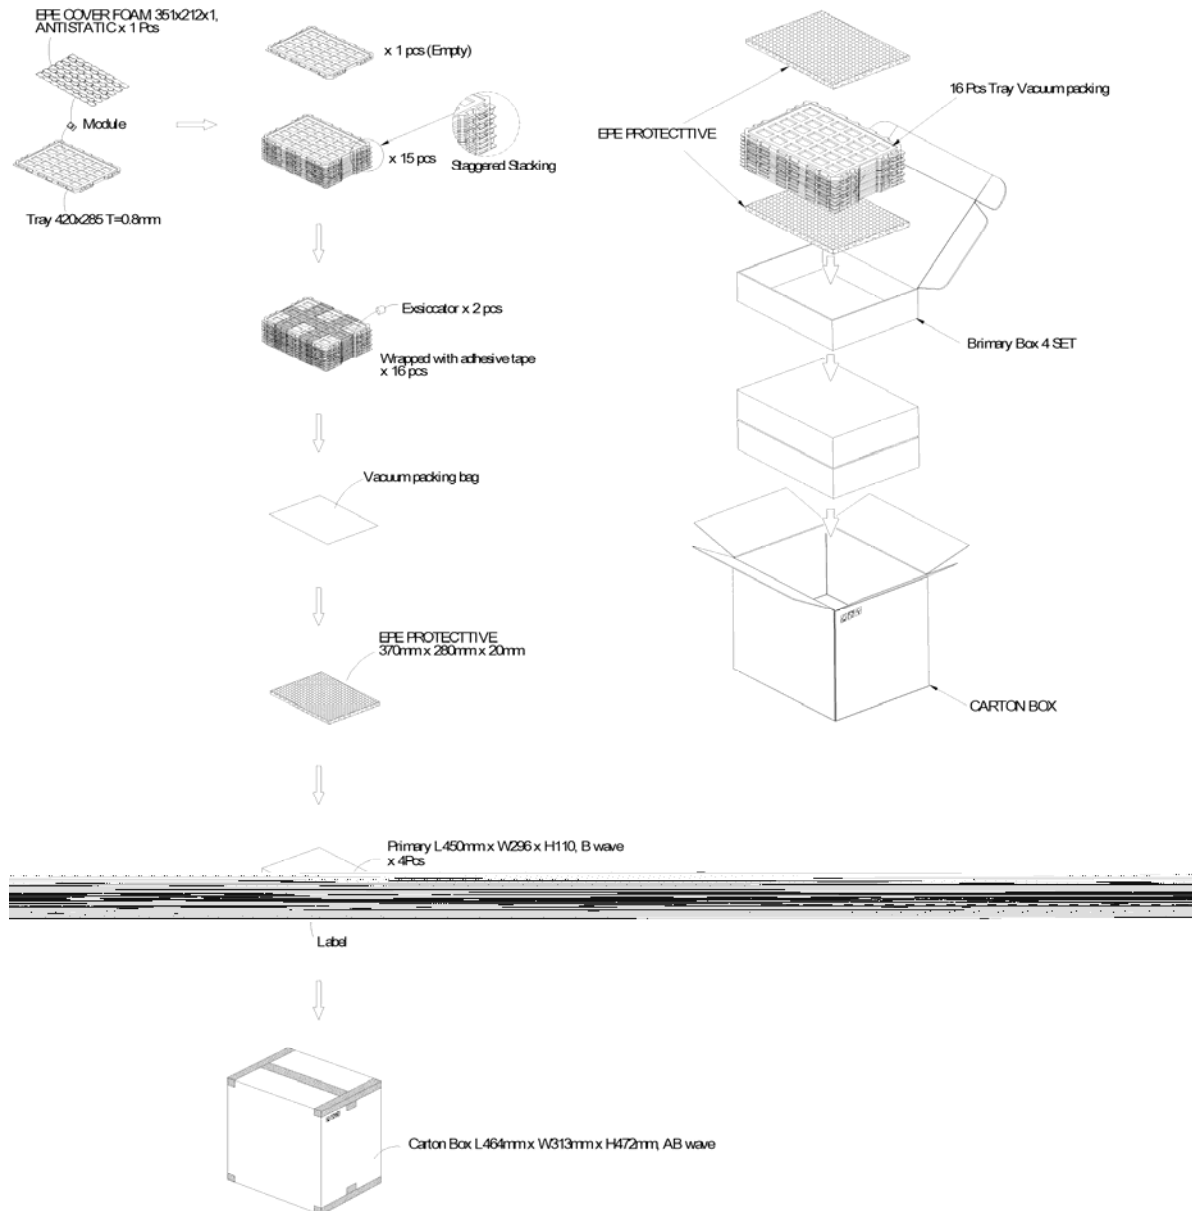 EPE COVER FOAM 351x212x1,
ANTISTATIC x 1 Pcs
Module
Tray 420x285 T=0.8mm
x 1 pcs (Empty)
x 15 pcs
Staggered Stacking
Exsiccator x 2 pcs
Wrapped with adhesive tape
x 16 pcs
Vacuum packing bag
EPE PROTECTTIVE
370mm x 280mm x 20mm
Primary L450mm x W296 x H110, B wave
x 4Pcs
Label
Carton Box L464mm x W313mm x H472mm, AB wave
EPE PROTECTTIVE
16 Pcs Tray Vacuum packing
Brimary Box 4 SET
CARTON BOX